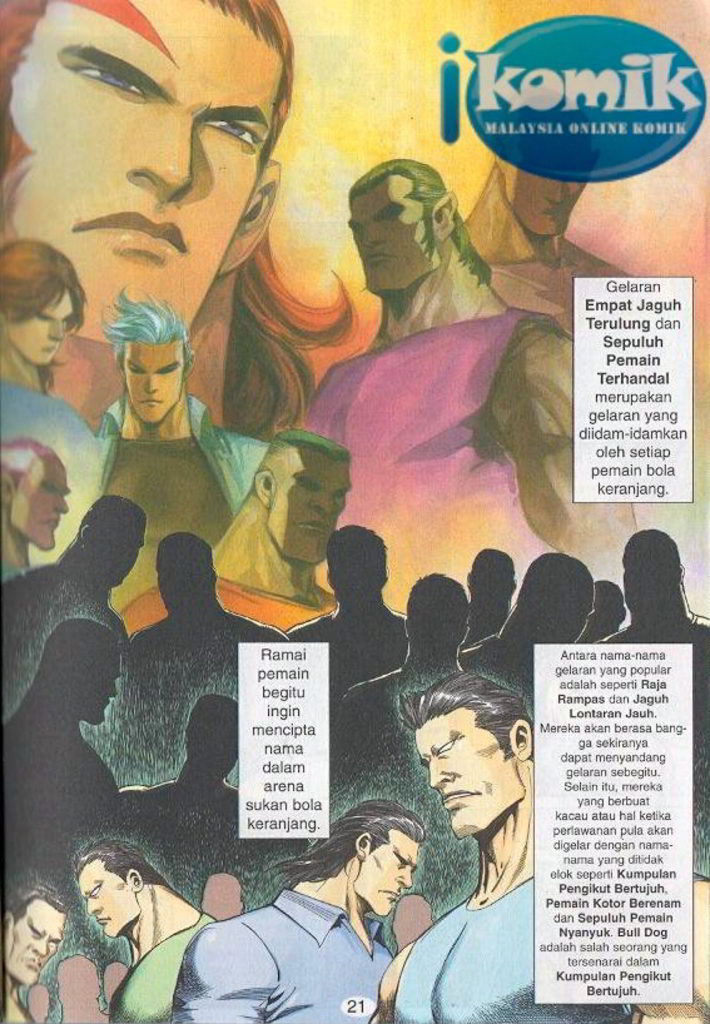 ikomik
MALAYSIA ONLINE KOMIK
Gelaran
Empat Jaguh
Terulung dan
Sepuluh
Pemain
Terhandal
merupakan
gelaran yang
diidam-idamkan
oleh setiap
pemain bola
keranjang.
Ramai
pemain
begitu
ingin
mencipta
nama
dalam
arena
sukan bola
keranjang.
Antara nama-nama
gelaran yang popular
adalah seperti Raja
Rampas dan Jaguh
Lontaran Jauh.
Mereka akan berasa bang-
ga sekiranya
dapat menyandang
gelaran sebegitu.
Selain itu, mereka
yang berbuat
kacau atau hal ketika
perlawanan pula akan
digelar dengan nama-
nama yang ditidak
elok seperti Kumpulan
Pengikut Bertujuh,
Pemain Kotor Berenam
dan Sepuluh Pemain
Nyanyuk. Bull Dog
adalah salah seorang yang
tersenarai dalam
Kumpulan Pengikut
Bertujuh.
21